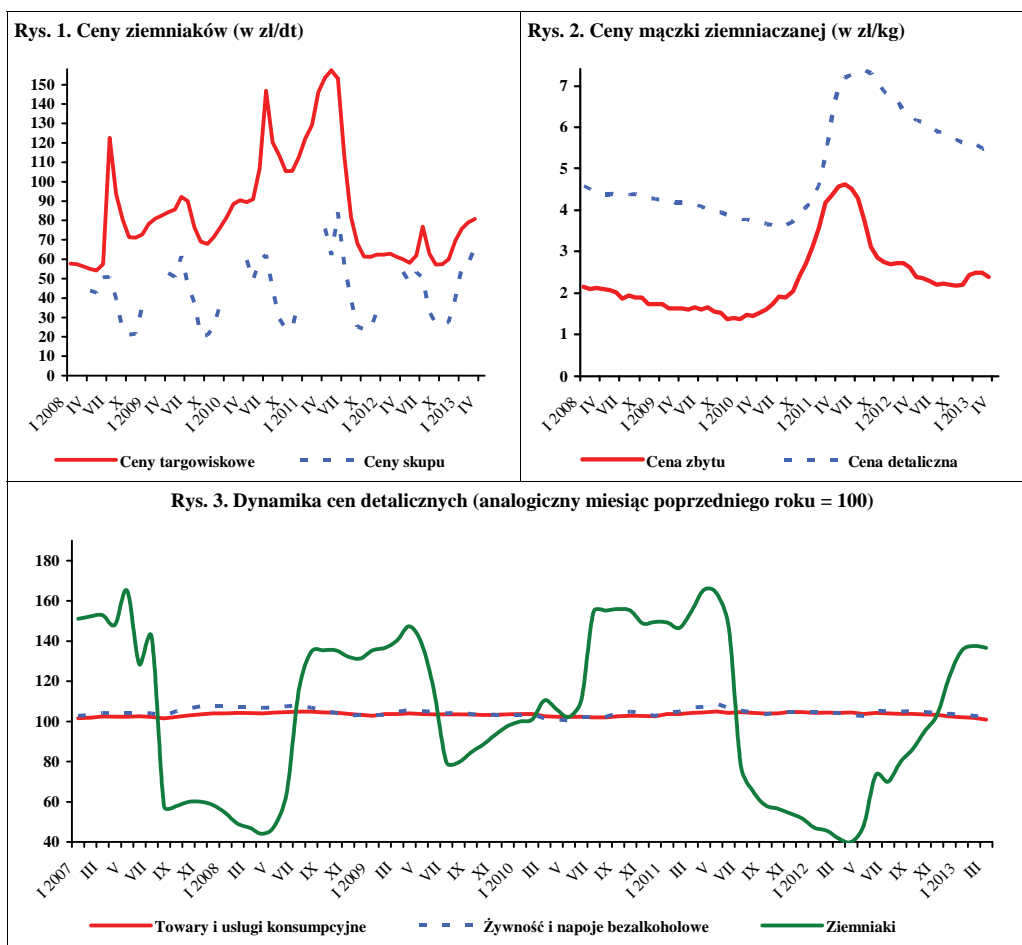 Rys. 1. Ceny ziemniaków (w zł/dt)
150
140
130
120
110
100
90
80
70
60
50
40
30
20
10
0
I 2008
IV
VII
X
I 2009
IV
VII
X
I 2010
IV
VII
X
I 2011
IV
VII
X
I 2012
IV
VII
X
I 2013
IV
Ceny targowiskowe
Ceny skupu
Rys. 2. Ceny mączki ziemniaczanej (w zł/kg)
7
6
5
4
3
2
1
0
I 2008
IV
VII
X
I 2009
IV
VII
X
I 2010
IV
VII
X
I 2011
IV
VII
X
I 2012
IV
VII
X
I 2013
IV
Cena zbytu
Cena detaliczna
Rys. 3. Dynamika cen detalicznych (analogiczny miesiąc poprzedniego roku = 100)
180
160
140
120
100
80
60
40
I 2007
III
V
VII
IX
XI
I 2008
III
V
VII
IX
XI
I 2009
III
V
VII
IX
XI
I 2010
III
V
VII
IX
XI
I 2011
III
V
VII
IX
XI
I 2012
III
V
VII
IX
XI
I 2013
III
Towary i usługi konsumpcyjne
Żywność i napoje bezalkoholowe
Ziemniaki